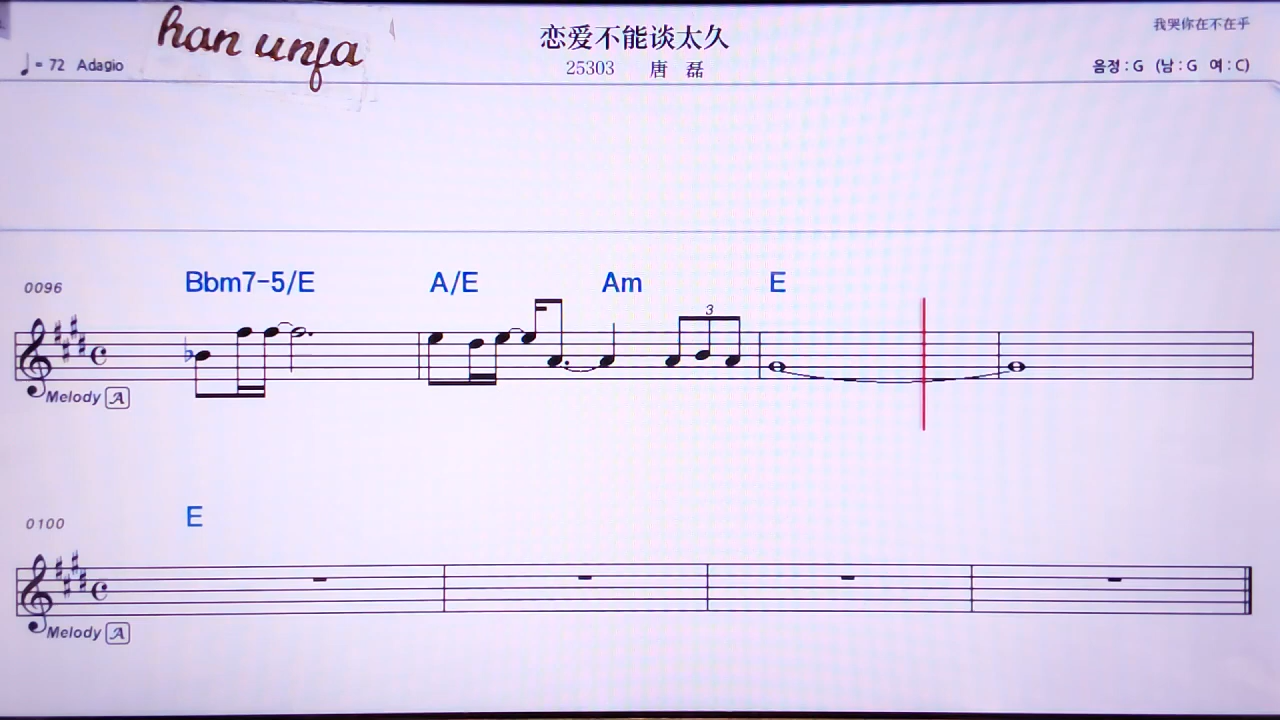 han unja
恋爱不能谈太久
我哭你在不在乎
♩= 72 Adagio
25303 唐 磊
음정 : G (남 : G 여 : C)
0096 Bbm7-5/E A/E Am E
3
Melody A
0100 E
Melody A